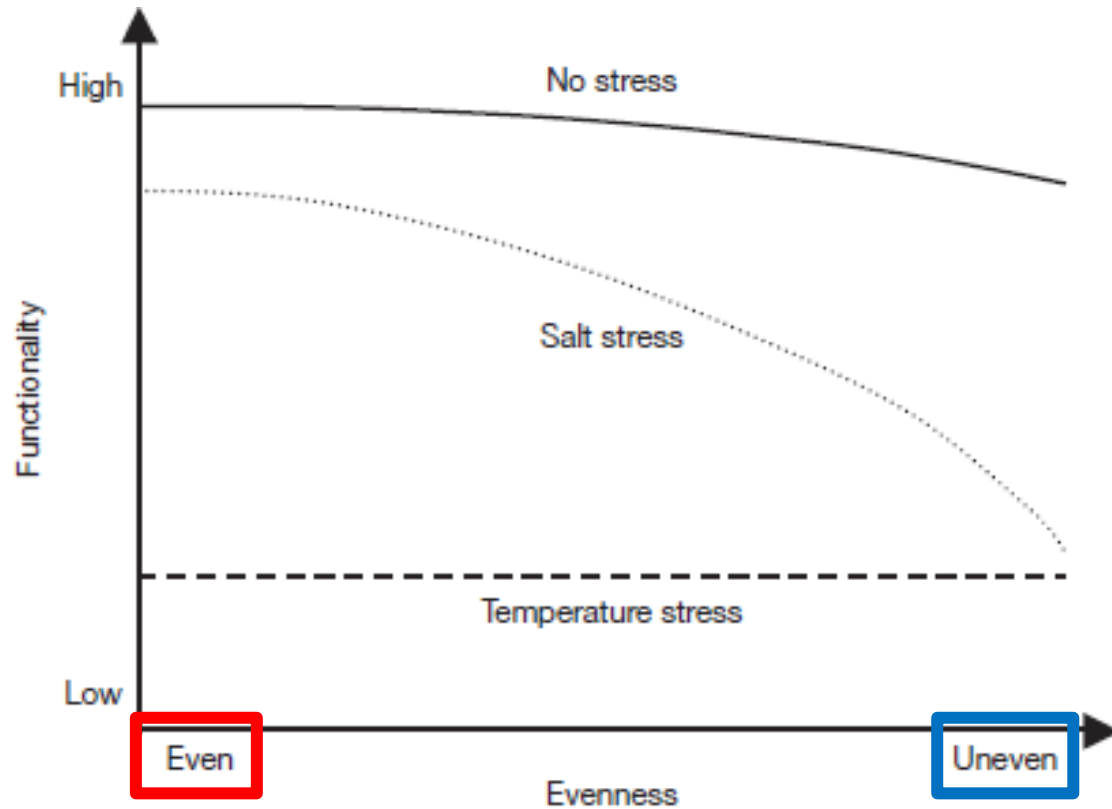 No stress
High
Salt stress
Functionality
Temperature stress
Low
Even
Uneven
Evenness